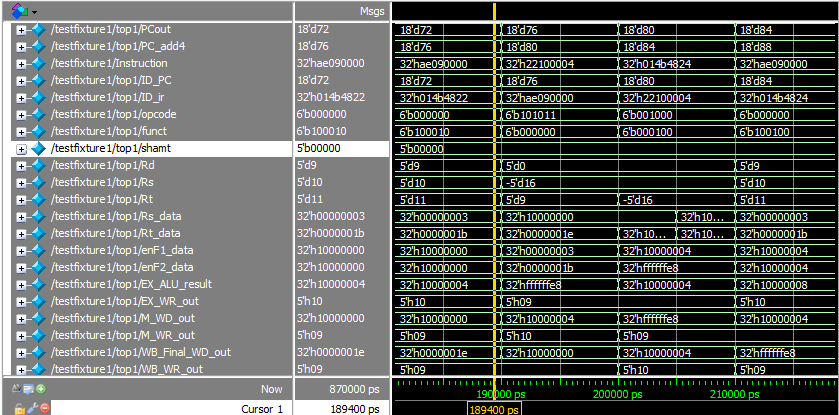 Msgs
/testfixture1/top1/PCout 18'd72 18'd72 18'd76 18'd80 18'd84
/testfixture1/top1/PC_add4 18'd76 18'd76 18'd80 18'd84 18'd88
/testfixture1/top1/Instruction 32'hae090000 32'hae090000 32'h22100004 32'h014b4824 32'hae090000
/testfixture1/top1/ID_PC 18'd72 18'd72 18'd76 18'd80 18'd84
/testfixture1/top1/ID_ir 32'h014b4822 32'h014b4822 32'hae090000 32'h22100004 32'h014b4824
/testfixture1/top1/opcode 6'b000000 6'b000000 6'b101011 6'b001000 6'b000000
/testfixture1/top1/funct 6'b100010 6'b100010 6'b000000 6'b000100 6'b100100
/testfixture1/top1/shamt 5'b00000 5'b00000
/testfixture1/top1/Rd 5'd9 5'd9 5'd0 5'd9
/testfixture1/top1/Rs 5'd10 5'd10 -5'd16 5'd10
/testfixture1/top1/Rt 5'd11 5'd11 5'd9 -5'd16 5'd11
/testfixture1/top1/Rs_data 32'h00000003 32'h00000003 32'h10000000 32'h10... 32'h00000003
/testfixture1/top1/Rt_data 32'h0000001b 32'h0000001b 32'h0000001e 32'h10... 32'h10... 32'h0000001b
/testfixture1/top1/enF1_data 32'h10000000 32'h10000000 32'h00000003 32'h10000004 32'h10000004
/testfixture1/top1/enF2_data 32'h10000000 32'h10000000 32'h0000001b 32'hffffffe8 32'h10000004
/testfixture1/top1/EX_ALU_result 32'h10000004 32'h10000004 32'hffffffe8 32'h10000004 32'h10000008
/testfixture1/top1/EX_WR_out 5'h10 5'h10 5'h09 5'h10
/testfixture1/top1/M_WD_out 32'h10000000 32'h10000000 32'h10000004 32'hffffffe8 32'h10000004
/testfixture1/top1/M_WR_out 5'h09 5'h09 5'h10 5'h09
/testfixture1/top1/WB_Final_WD_out 32'h0000001e 32'h0000001e 32'h10000000 32'h10000004 32'hffffffe8
/testfixture1/top1/WB_WR_out 5'h09 5'h09 5'h10 5'h09
Now 870000 ps 190000 ps 200000 ps 210000 ps
Cursor 1 189400 ps 189400 ps